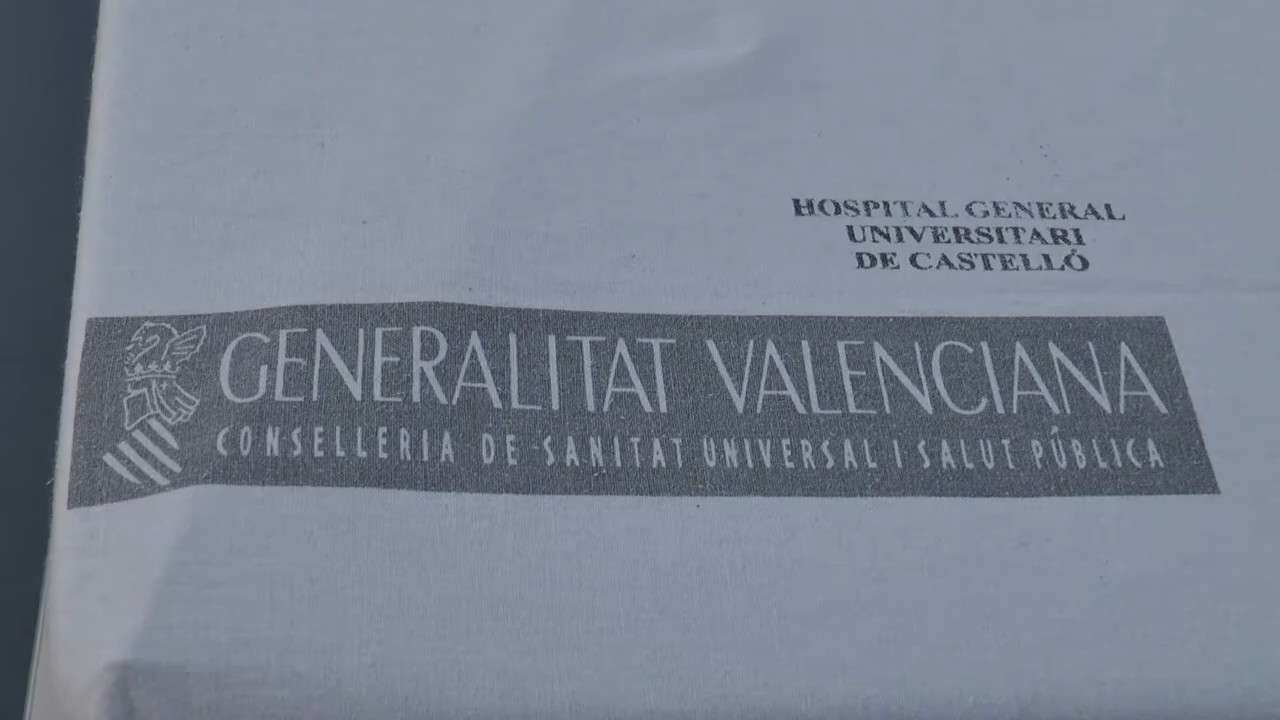 HOSPITAL GENERAL
UNIVERSITARI
DE CASTELLÓ
GENERALITAT VALENCIANA
CONSELLERIA DE SANITAT UNIVERSAL I SALUT PÚBLICA